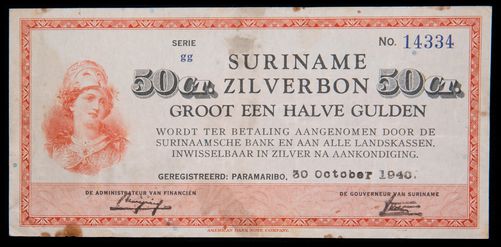 SERIE
gg
No. 14334
SURINAME
50 CT. ZILVERBON 50 CT.
GROOT EEN HALVE GULDEN
WORDT TER BETALING AANGENOMEN DOOR DE
SURINAAMSCHE BANK EN AAN ALLE LANDSKASSEN.
INWISSELBAAR IN ZILVER NA AANKONDIGING.
GEREGISTREERD: PARAMARIBO, 30 October 1940.
DE ADMINISTRATEUR VAN FINANCIËN
DE GOUVERNEUR VAN SURINAME
AMERICAN BANK NOTE COMPANY.